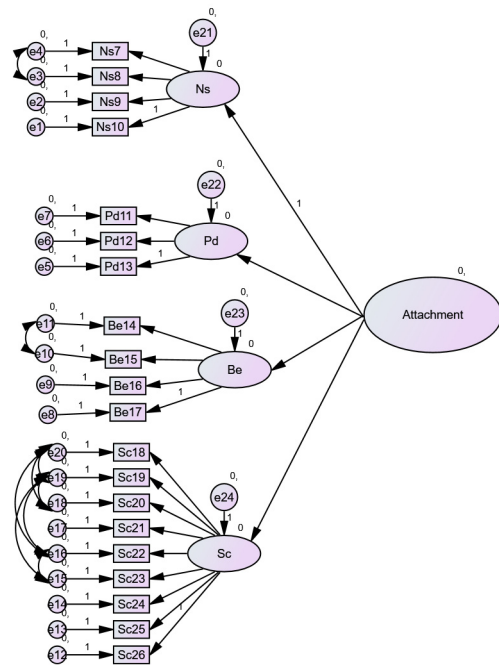 0,
e21
1
0
Ns
0,
e4
1
Ns7
0,
e3
1
Ns8
0,
e2
1
Ns9
0,
e1
1
Ns10
1
1
0,
e22
1
0
Pd
0,
e7
1
Pd11
0,
e6
1
Pd12
0,
e5
1
Pd13
1
0,
Attachment
0,
e23
1
0
Be
0,
e11
1
Be14
0,
e10
1
Be15
0,
e9
1
Be16
0,
e8
1
Be17
1
0,
e24
1
0
Sc
0,
e20
1
Sc18
0,
e19
1
Sc19
0,
e18
1
Sc20
0,
e17
1
Sc21
0,
e16
1
Sc22
0,
e15
1
Sc23
0,
e14
1
Sc24
0,
e13
1
Sc25
0,
e12
1
Sc26
1